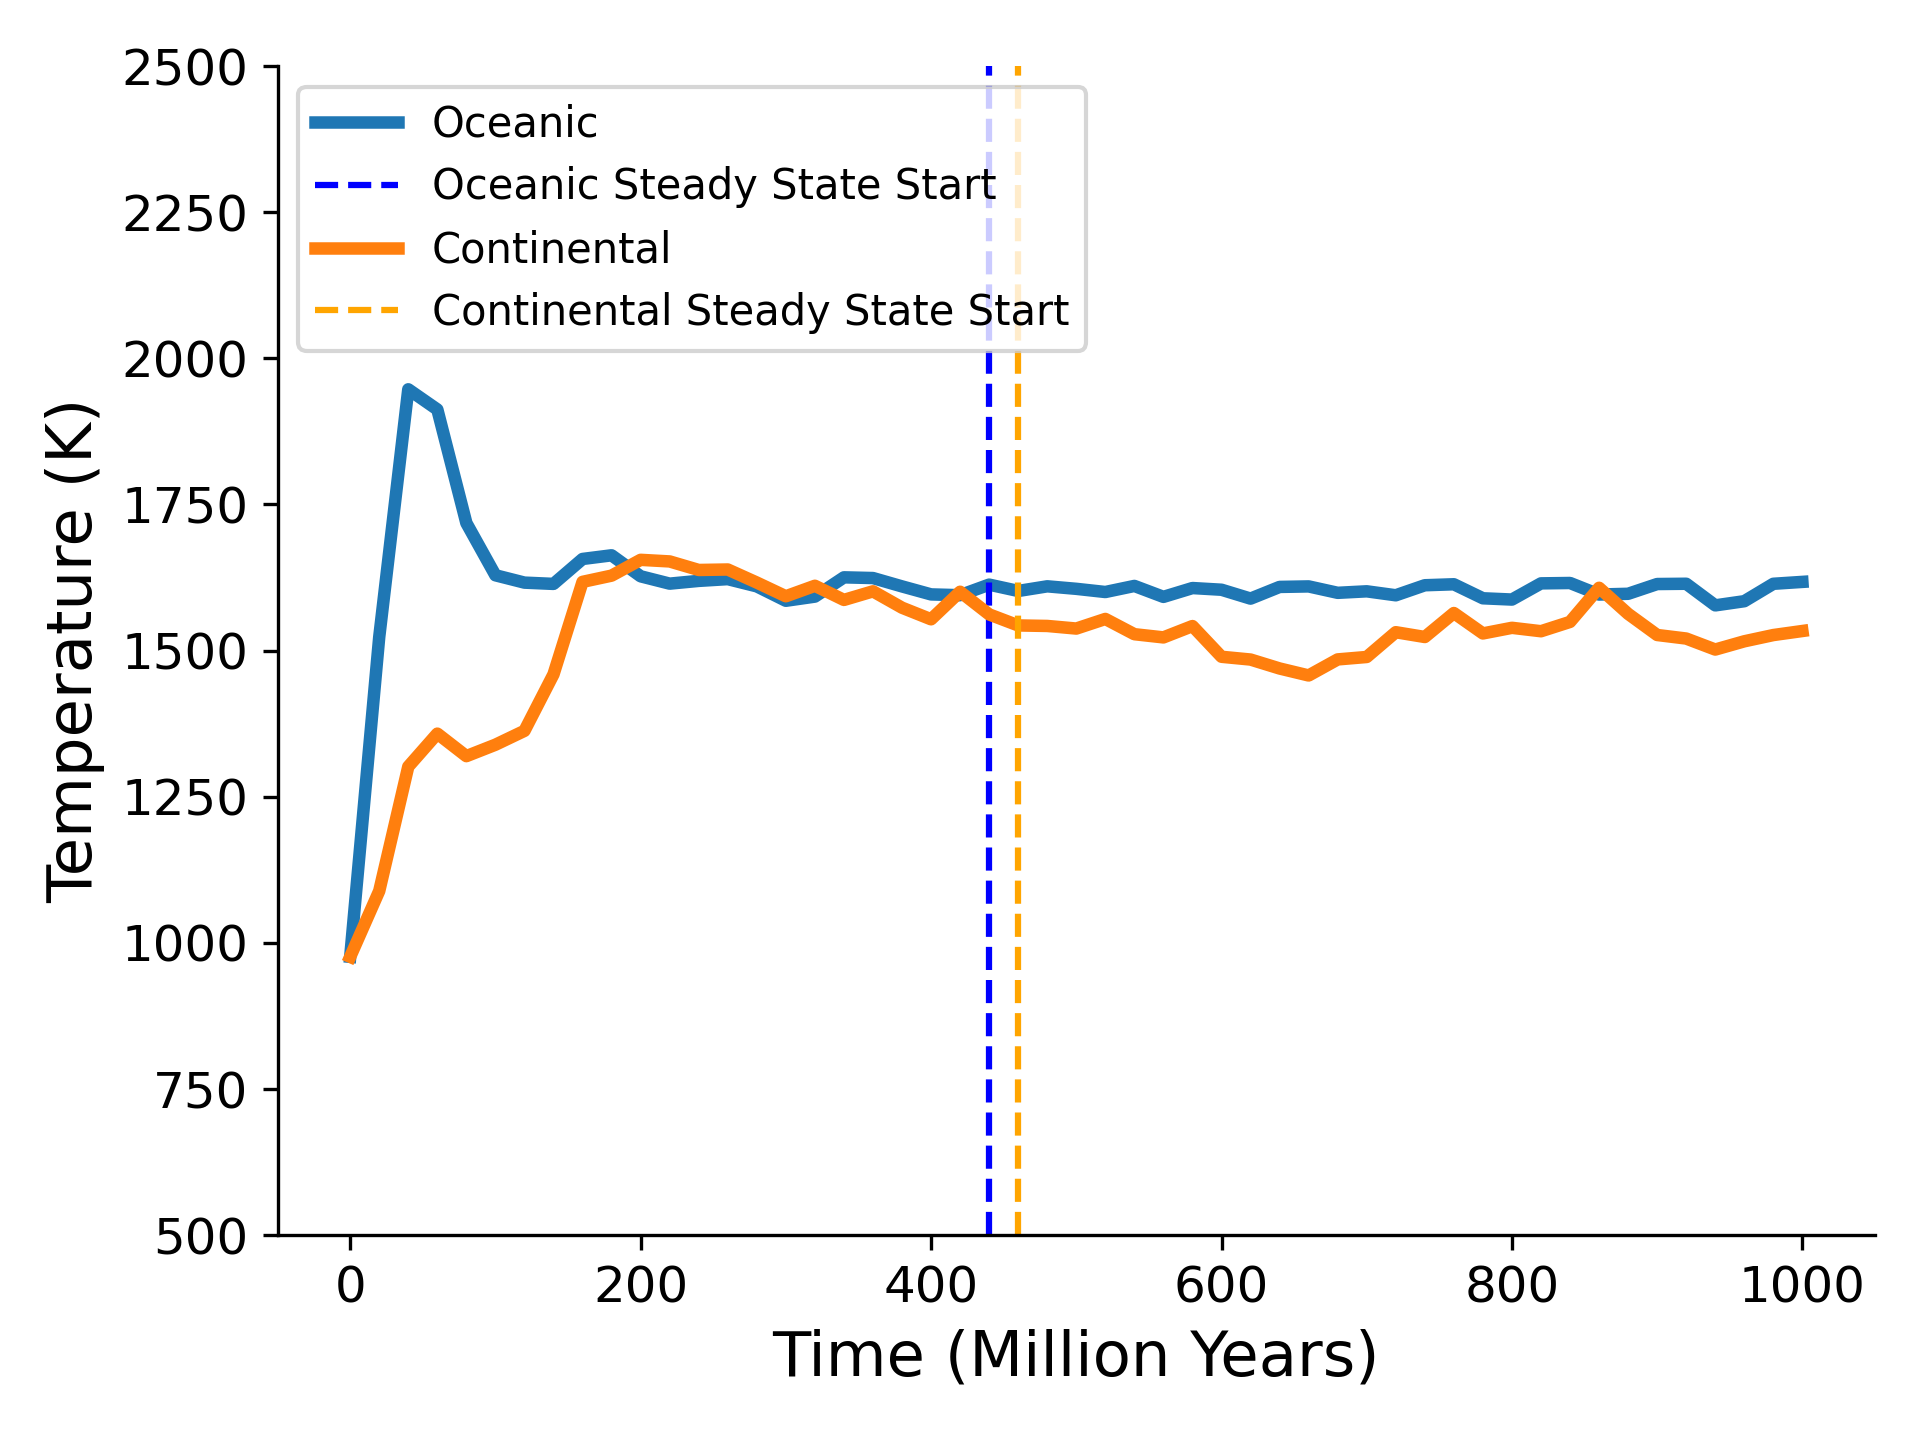 2500
2250
2000
1750
1500
1250
1000
750
500
Temperature (K)
Oceanic
Oceanic Steady State Start
Continental
Continental Steady State Start
0 200 400 600 800 1000
Time (Million Years)